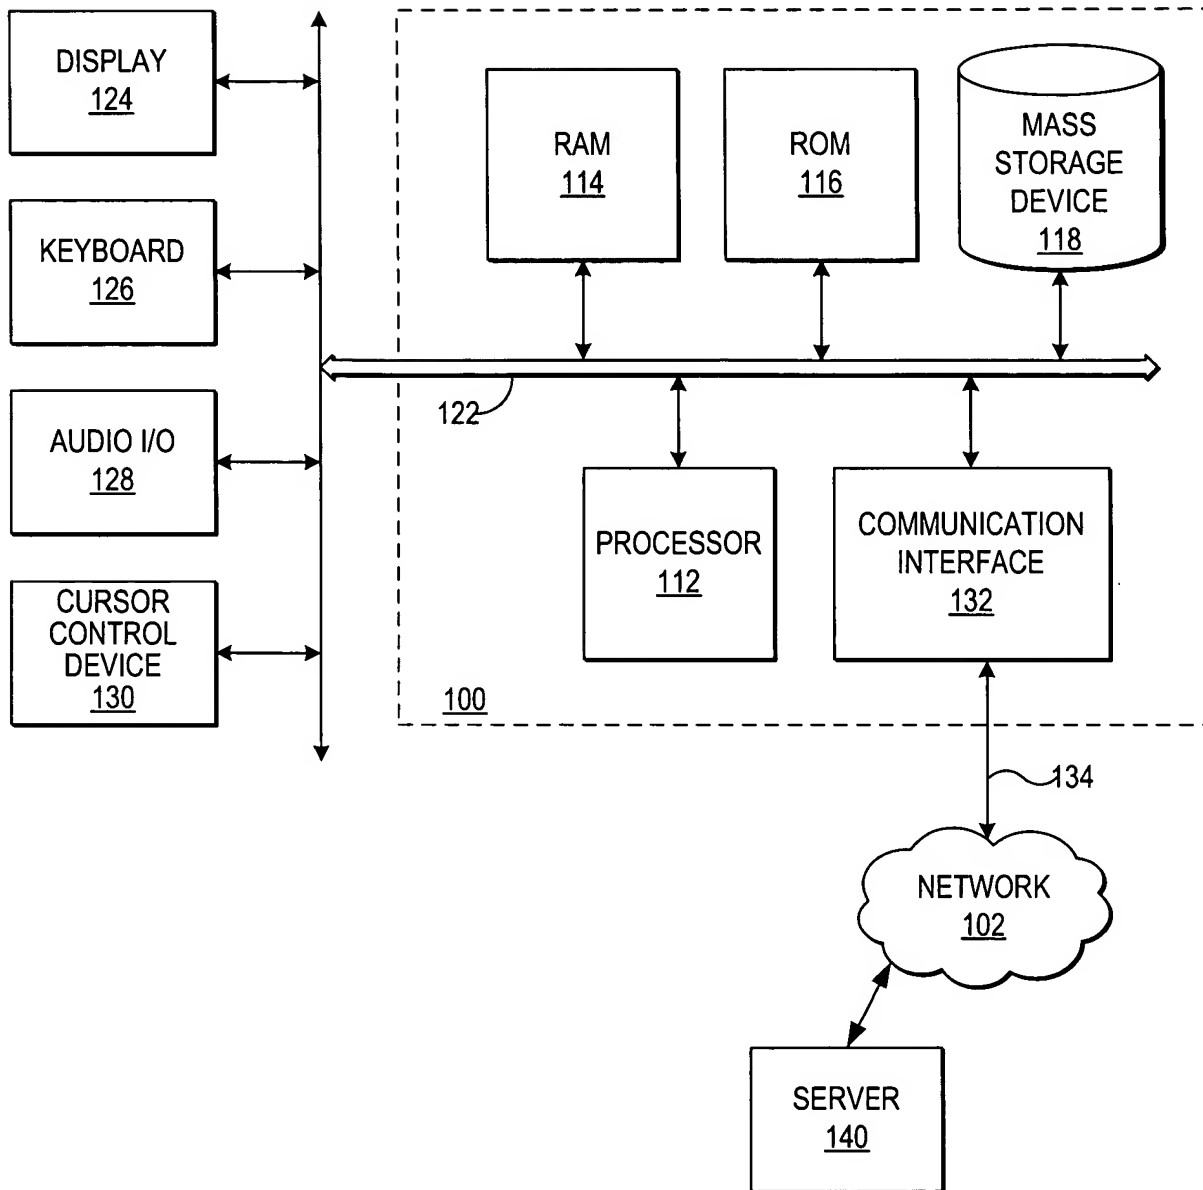 DISPLAY
124
KEYBOARD
126
AUDIO I/O
128
CURSOR
CONTROL
DEVICE
130
RAM
114
ROM
116
MASS
STORAGE
DEVICE
118
122
PROCESSOR
112
COMMUNICATION
INTERFACE
132
100
134
NETWORK
102
SERVER
140